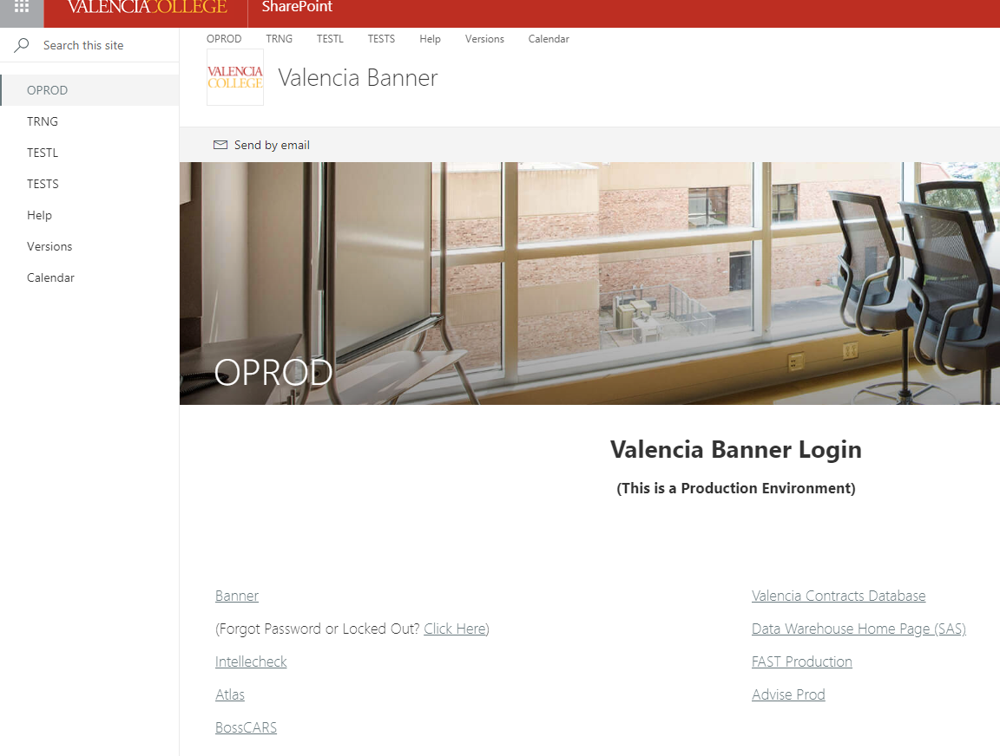 VALENCIACOLLEGE
SharePoint
Search this site
OPROD
TRNG
TESTL
TESTS
Help
Versions
Calendar
OPROD TRNG TESTL TESTS Help Versions Calendar
VALENCIA
COLLEGE
Valencia Banner
Send by email
OPROD
Valencia Banner Login
(This is a Production Environment)
Banner
(Forgot Password or Locked Out? Click Here)
Intellecheck
Atlas
BossCARS
Valencia Contracts Database
Data Warehouse Home Page (SAS)
FAST Production
Advise Prod